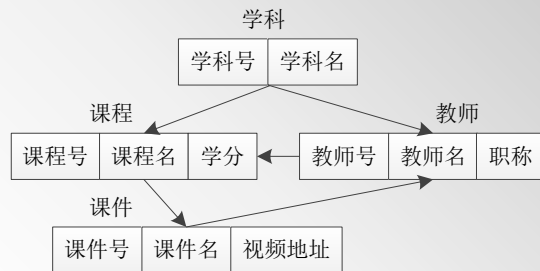 学科
学科号 学科名
课程 教师
课程号 课程名 学分 教师号 教师名 职称
课件
课件号 课件名 视频地址